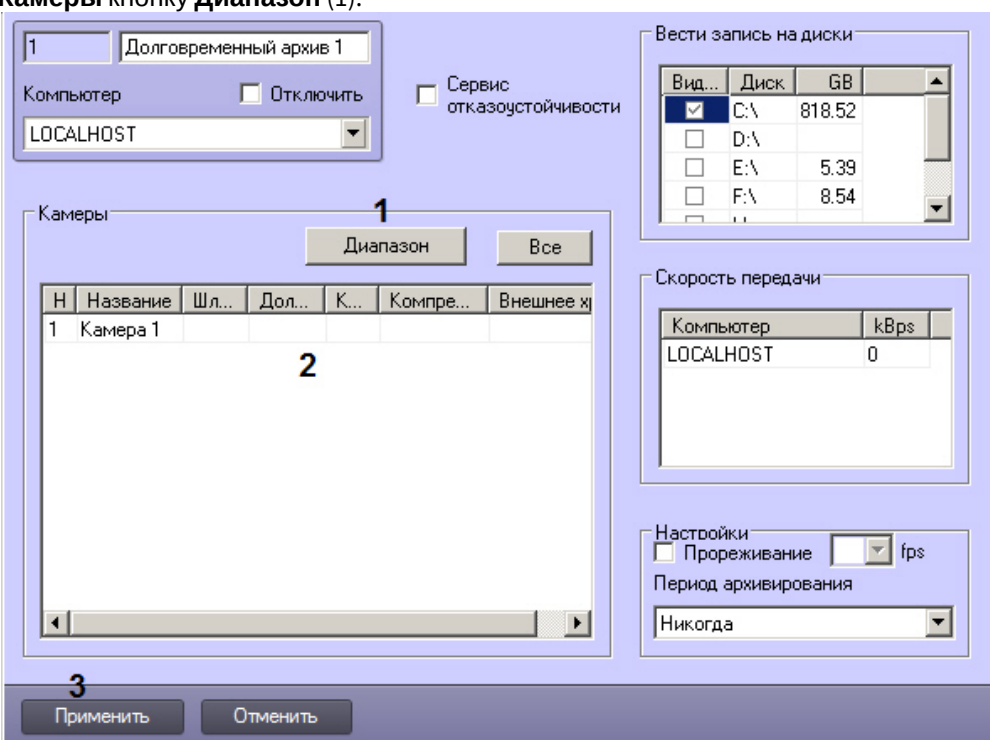 Камеры кнопку Диапазон (1).
1 Долговременный архив 1
Компьютер Отключить
LOCALHOST
Сервис
отказоустойчивости
Вести запись на диски
Вид... Диск GB
C:\ 818.52
D:\
E:\ 5.39
F:\ 8.54
Камеры
1
Диапазон Все
Н Название Шл... Дол... К... Компре... Внешнее х
1 Камера 1
2
Скорость передачи
Компьютер kBps
LOCALHOST 0
Настройки
Прореживание fps
Период архивирования
Никогда
3
Применить Отменить